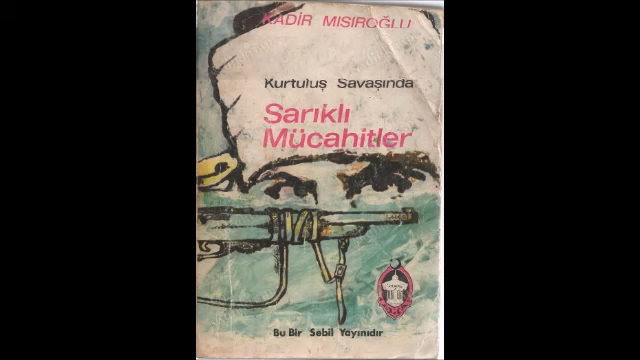 KADİR MISIROĞLU
Kurtuluş Savaşında
Sarıklı
Mücahitler
Bu Bir Sebil Yayınıdır